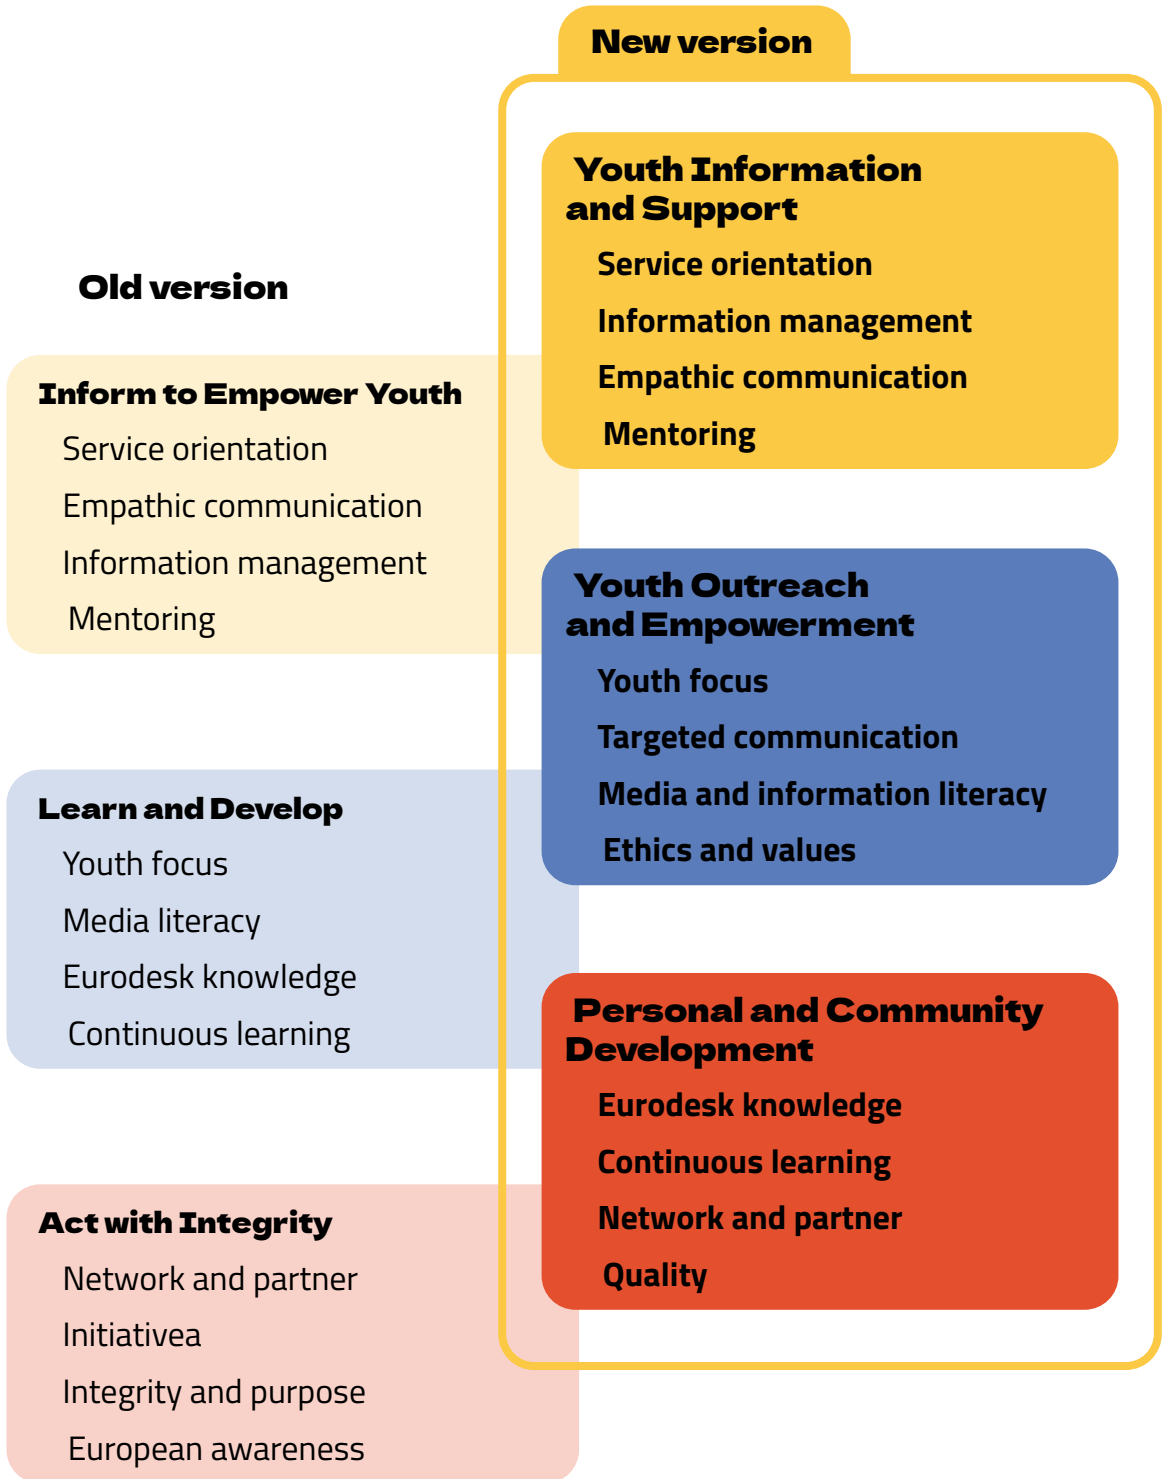 Old version
Inform to Empower Youth
Service orientation
Empathic communication
Information management
Mentoring
Learn and Develop
Youth focus
Media literacy
Eurodesk knowledge
Continuous learning
Act with Integrity
Network and partner
Initiativea
Integrity and purpose
European awareness
New version
Youth Information
and Support
Service orientation
Information management
Empathic communication
Mentoring
Youth Outreach
and Empowerment
Youth focus
Targeted communication
Media and information literacy
Ethics and values
Personal and Community
Development
Eurodesk knowledge
Continuous learning
Network and partner
Quality